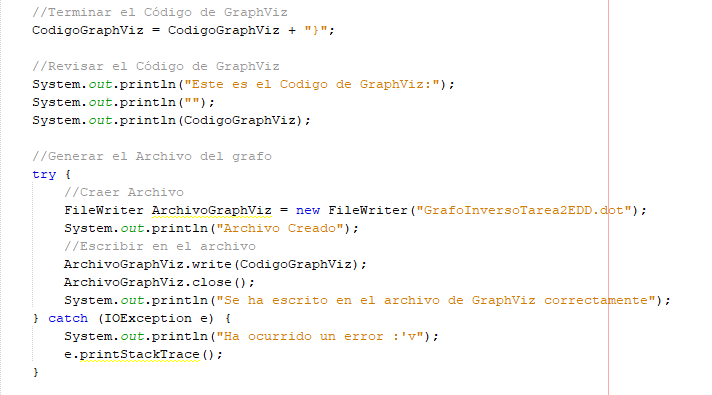 //Terminar el Código de GraphViz
CodigoGraphViz = CodigoGraphViz + "}";
//Revisar el Código de GraphViz
System.out.println("Este es el Codigo de GraphViz:");
System.out.println("");
System.out.println(CodigoGraphViz);
//Generar el Archivo del grafo
try {
//Craer Archivo
FileWriter ArchivoGraphViz = new FileWriter("GrafoInversoTarea2EDD.dot");
System.out.println("Archivo Creado");
//Escribir en el archivo
ArchivoGraphViz.write(CodigoGraphViz);
ArchivoGraphViz.close();
System.out.println("Se ha escrito en el archivo de GraphViz correctamente");
} catch (IOException e) {
System.out.println("Ha ocurrido un error :'v");
e.printStackTrace();
}